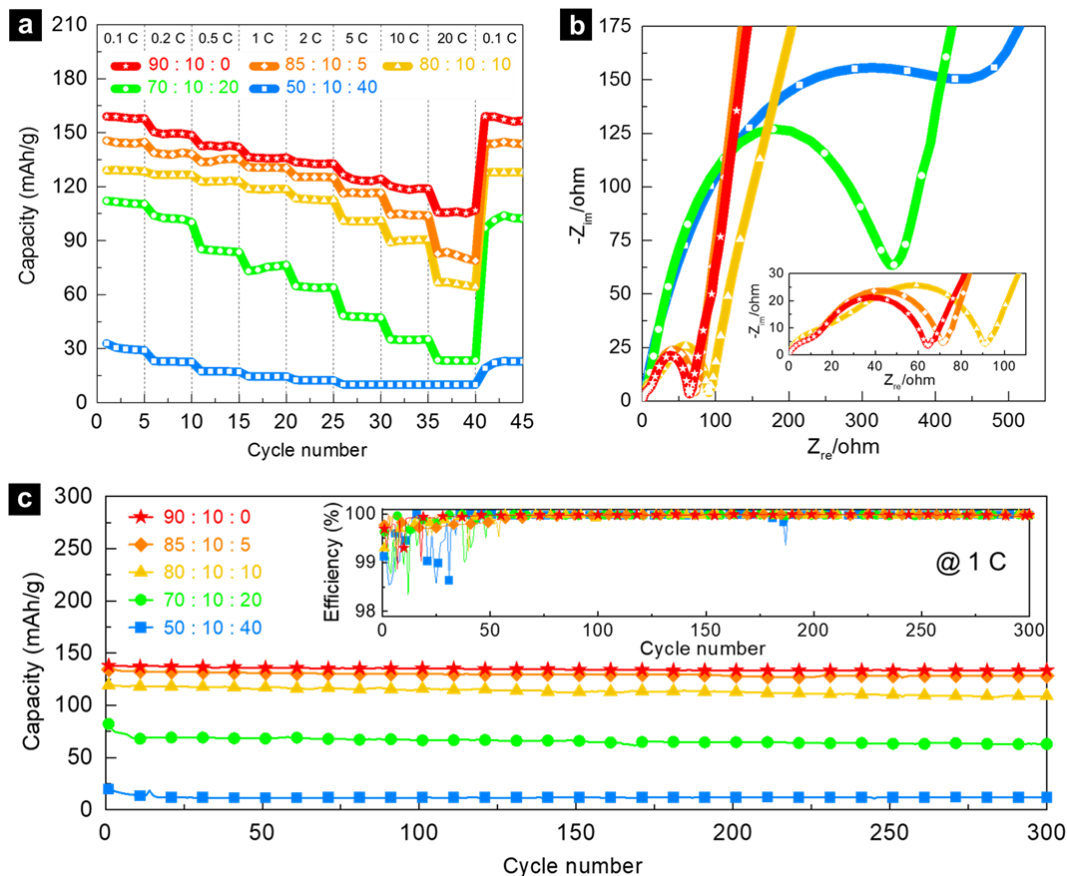 a
210
180
150
120
90
60
30
0
Capacity (mAh/g)
0.1 C 0.2 C 0.5 C 1 C 2 C 5 C 10 C 20 C 0.1 C
90 : 10 : 0 85 : 10 : 5 80 : 10 : 10
70 : 10 : 20 50 : 10 : 40
0 5 10 15 20 25 30 35 40 45
Cycle number
b
175
150
125
100
75
50
25
0
-Zim/ohm
30
20
10
0
-Zim/ohm
0 20 40 60 80 100
Zre/ohm
0 100 200 300 400 500
Zre/ohm
c
300
275
250
225
200
175
150
125
100
75
50
25
0
Capacity (mAh/g)
90 : 10 : 0
85 : 10 : 5
80 : 10 : 10
70 : 10 : 20
50 : 10 : 40
100
99
98
Efficiency (%)
@ 1 C
0 50 100 150 200 250 300
Cycle number
0 50 100 150 200 250 300
Cycle number